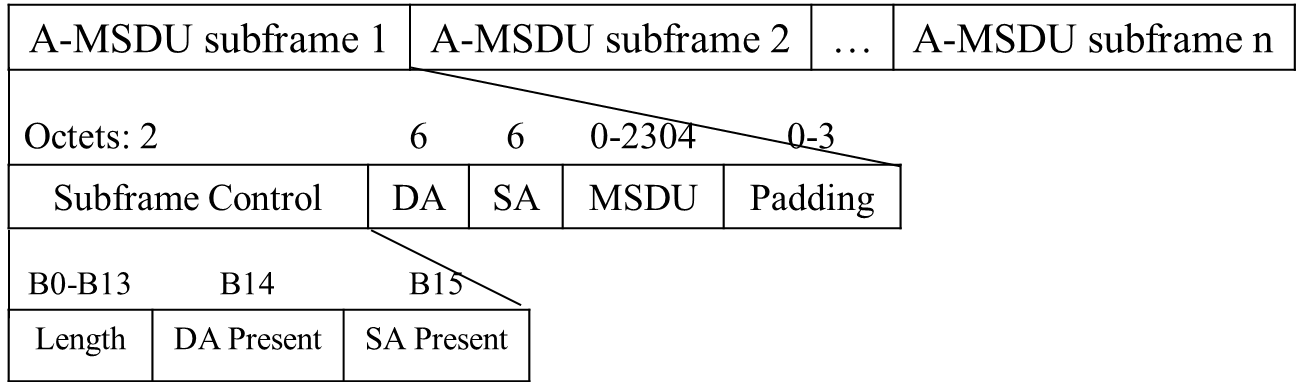 A-MSDU subframe 1 A-MSDU subframe 2 … A-MSDU subframe n
Octets: 2 6 6 0-2304 0-3
Subframe Control DA SA MSDU Padding
B0-B13 B14 B15
Length DA Present SA Present